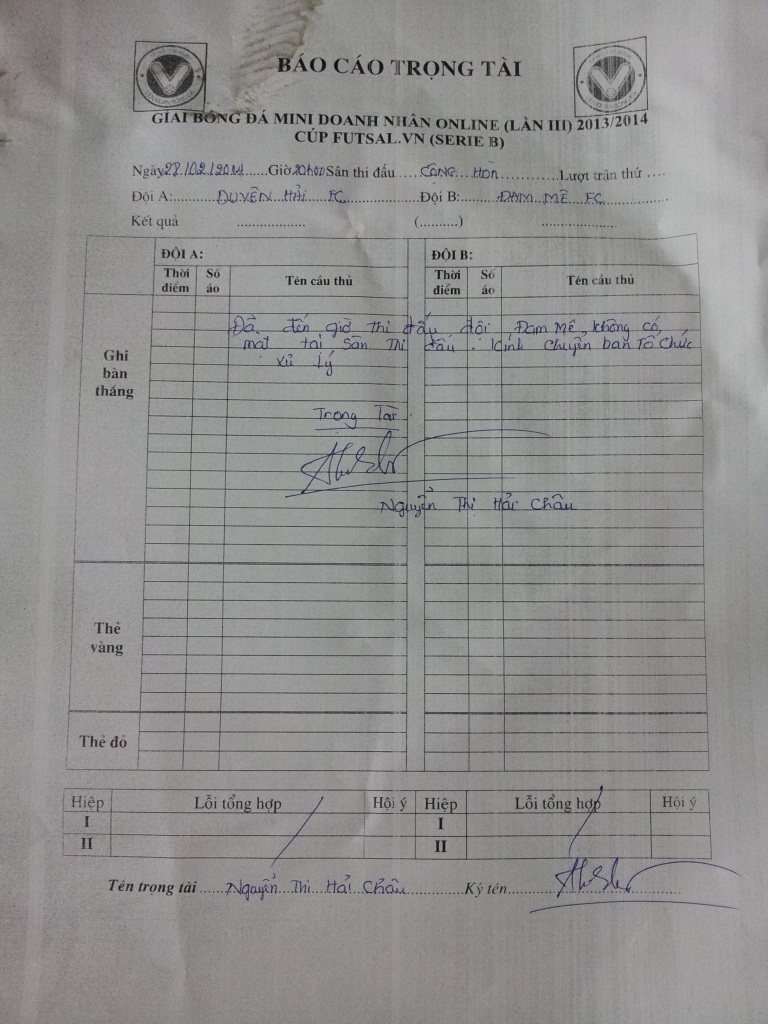 BÁO CÁO TRỌNG TÀI
GIẢI BÓNG ĐÁ MINI DOANH NHÂN ONLINE (LẦN III) 2013/2014
CÚP FUTSAL.VN (SERIE B)
Ngày 28/02/2014......Giờ 20h00 Sân thi đấu ....CỘNG HÒA............Lượt trận thứ ....
Đội A:..........DUYÊN HẢI FC.............Đội B:..........ĐAM MÊ FC................
Kết quả .................... (..........) ....................
ĐỘI A: ĐỘI B:
Thời điểm Số áo Tên cầu thủ Thời điểm Số áo Tên cầu thủ
Ghi bàn thắng
Đã đến giờ thi đấu đội Đam Mê, không có
mặt tại Sân Thi đấu. Kính chuyển ban Tổ Chức
xử lý
Trọng Tài
Nguyễn Thị Hải Châu
Thẻ vàng
Thẻ đỏ
Hiệp Lỗi tổng hợp Hội ý Hiệp Lỗi tổng hợp Hội ý
I I
II II
Tên trọng tài ......Nguyễn Thị Hải Châu..............Ký tên..........